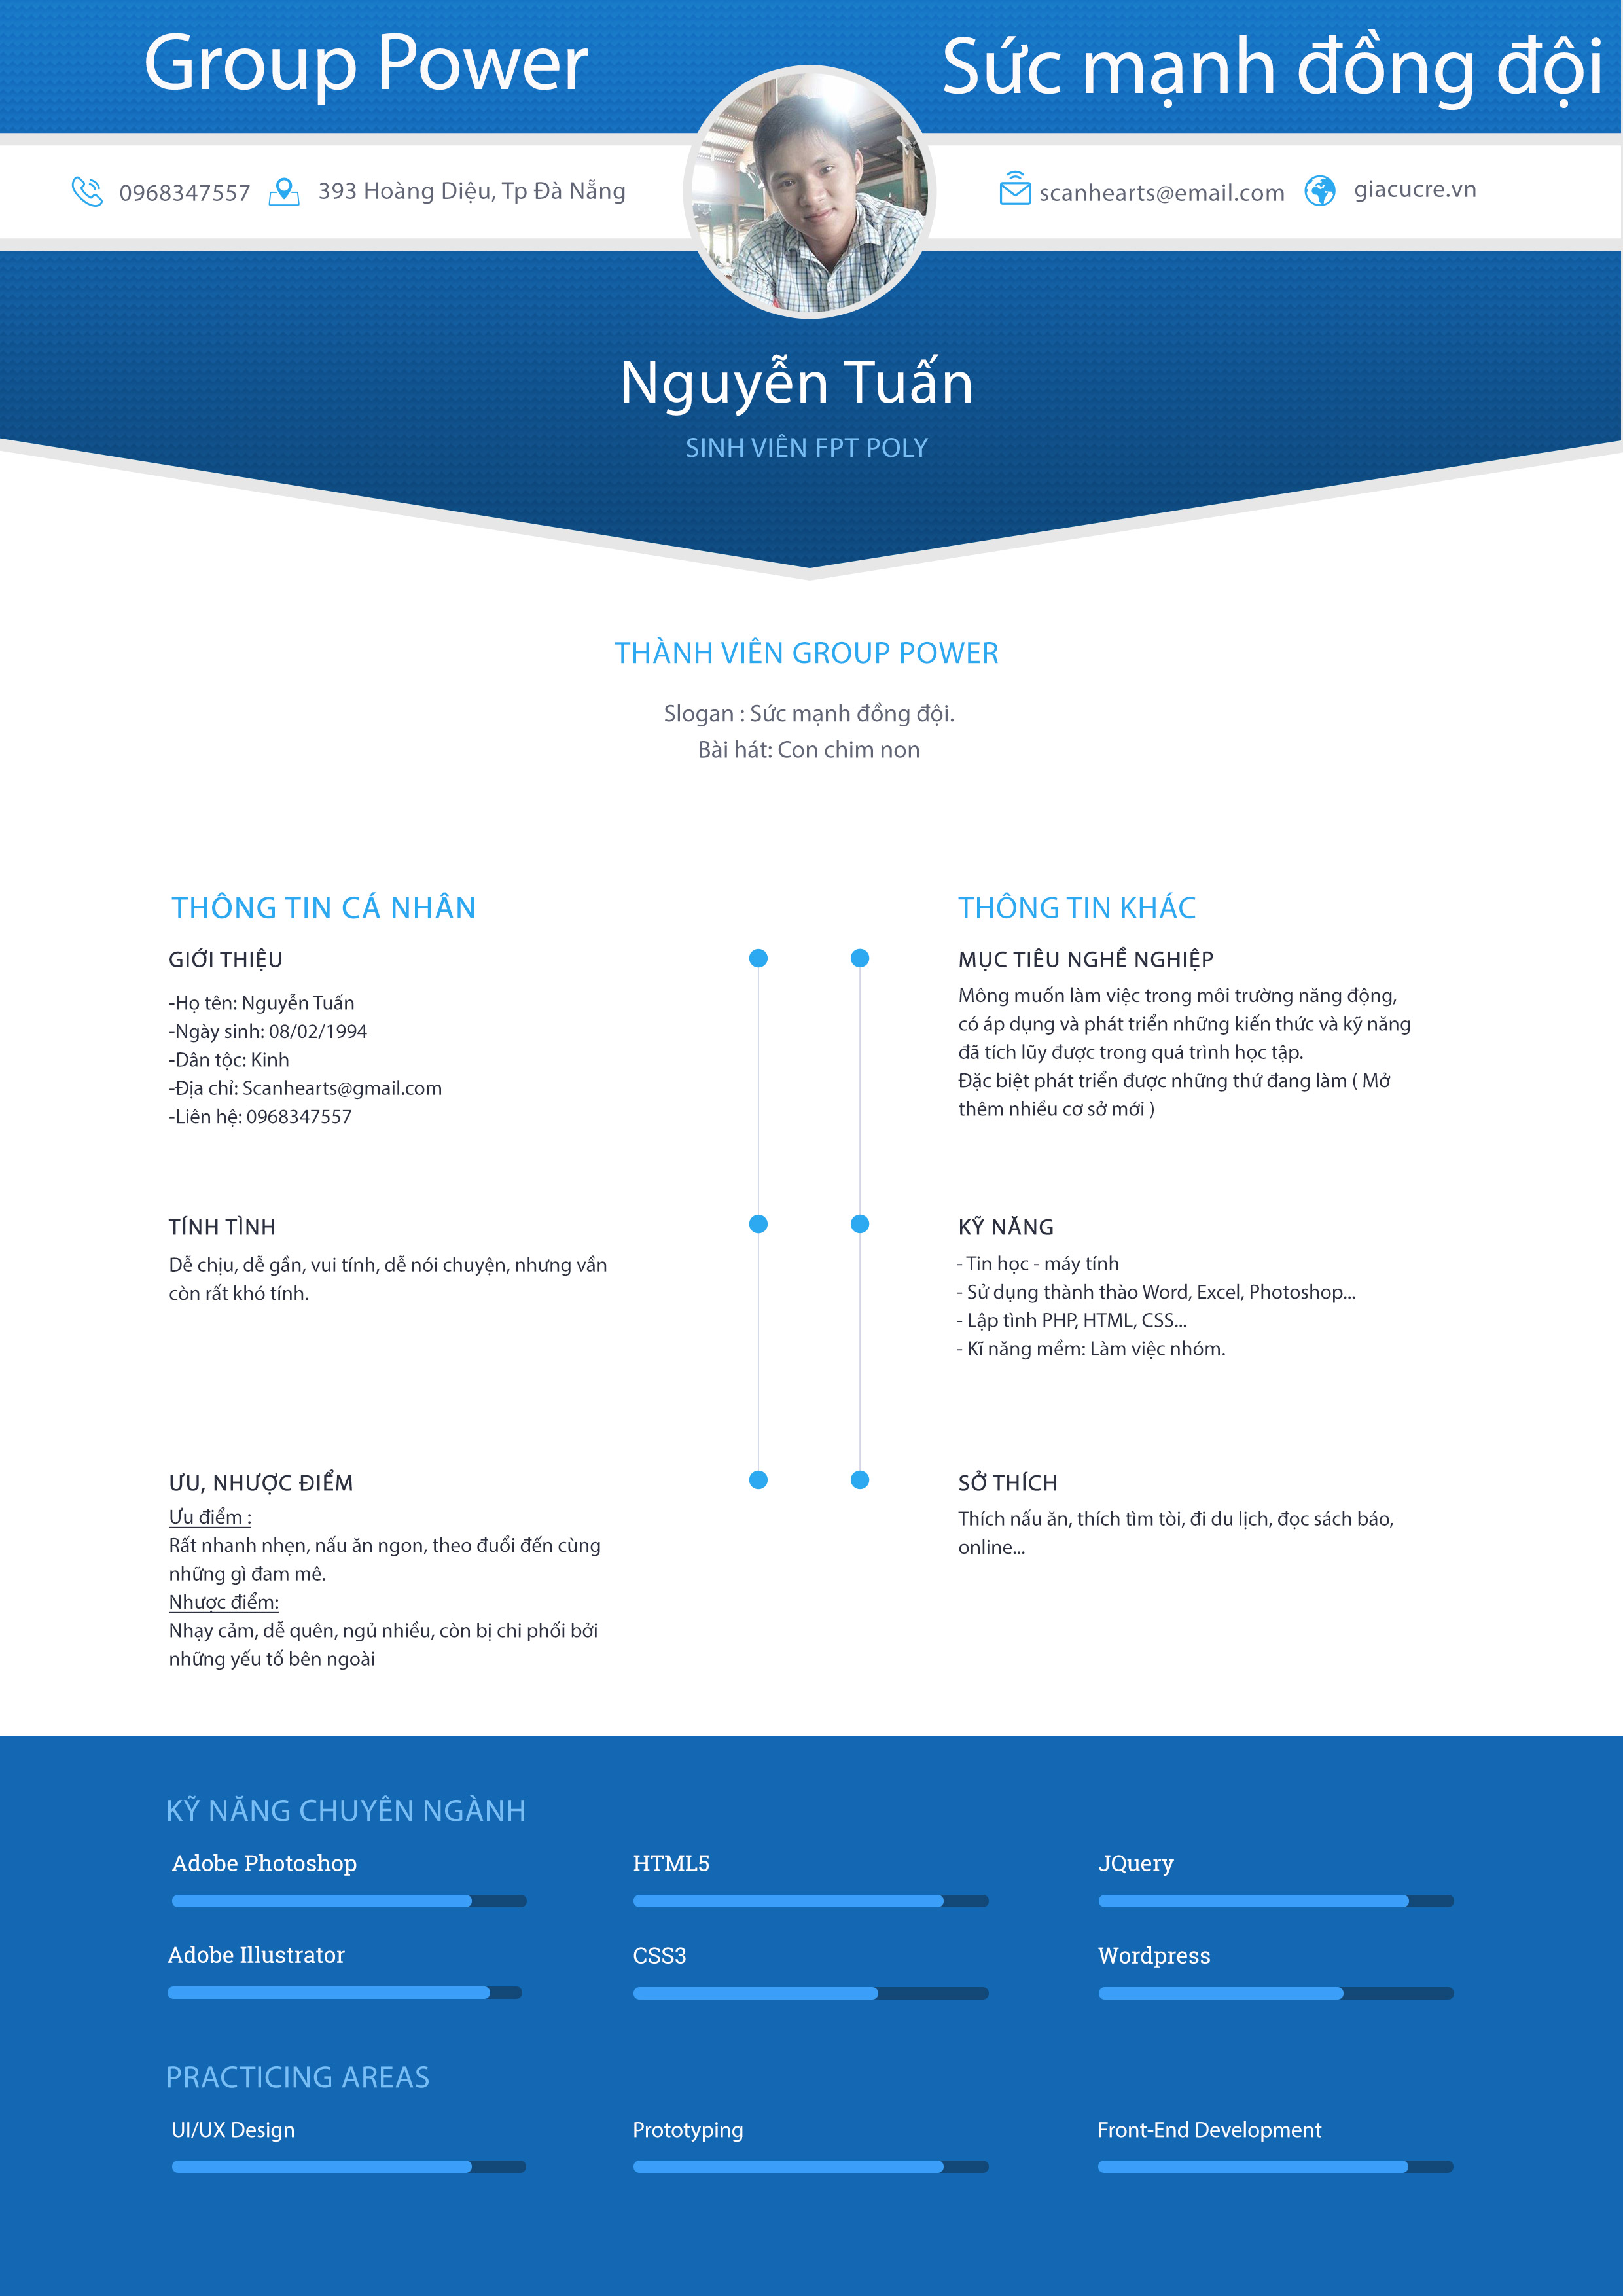 Group Power
Sức mạnh đồng đội
0968347557
393 Hoàng Diệu, Tp Đà Nẵng
scanhearts@email.com
giacucre.vn
Nguyễn Tuấn
SINH VIÊN FPT POLY
THÀNH VIÊN GROUP POWER
Slogan : Sức mạnh đồng đội.
Bài hát: Con chim non
THÔNG TIN CÁ NHÂN
GIỚI THIỆU
-Họ tên: Nguyễn Tuấn
-Ngày sinh: 08/02/1994
-Dân tộc: Kinh
-Địa chỉ: Scanhearts@gmail.com
-Liên hệ: 0968347557
TÍNH TÌNH
Dễ chịu, dễ gần, vui tính, dễ nói chuyện, nhưng vẩn
còn rất khó tính.
ƯU, NHƯỢC ĐIỂM
Ưu điểm :
Rất nhanh nhẹn, nấu ăn ngon, theo đuổi đến cùng
những gì đam mê.
Nhược điểm:
Nhạy cảm, dễ quên, ngủ nhiều, còn bị chi phối bởi
những yếu tố bên ngoài
THÔNG TIN KHÁC
MỤC TIÊU NGHỀ NGHIỆP
Mông muốn làm việc trong môi trường năng động,
có áp dụng và phát triển những kiến thức và kỹ năng
đã tích lũy được trong quá trình học tập.
Đặc biệt phát triển được những thứ đang làm ( Mở
thêm nhiều cơ sở mới )
KỸ NĂNG
- Tin học - máy tính
- Sử dụng thành thào Word, Excel, Photoshop...
- Lập tình PHP, HTML, CSS...
- Kĩ năng mềm: Làm việc nhóm.
SỞ THÍCH
Thích nấu ăn, thích tìm tòi, đi du lịch, đọc sách báo,
online...
KỸ NĂNG CHUYÊN NGÀNH
Adobe Photoshop
HTML5
JQuery
Adobe Illustrator
CSS3
Wordpress
PRACTICING AREAS
UI/UX Design
Prototyping
Front-End Development